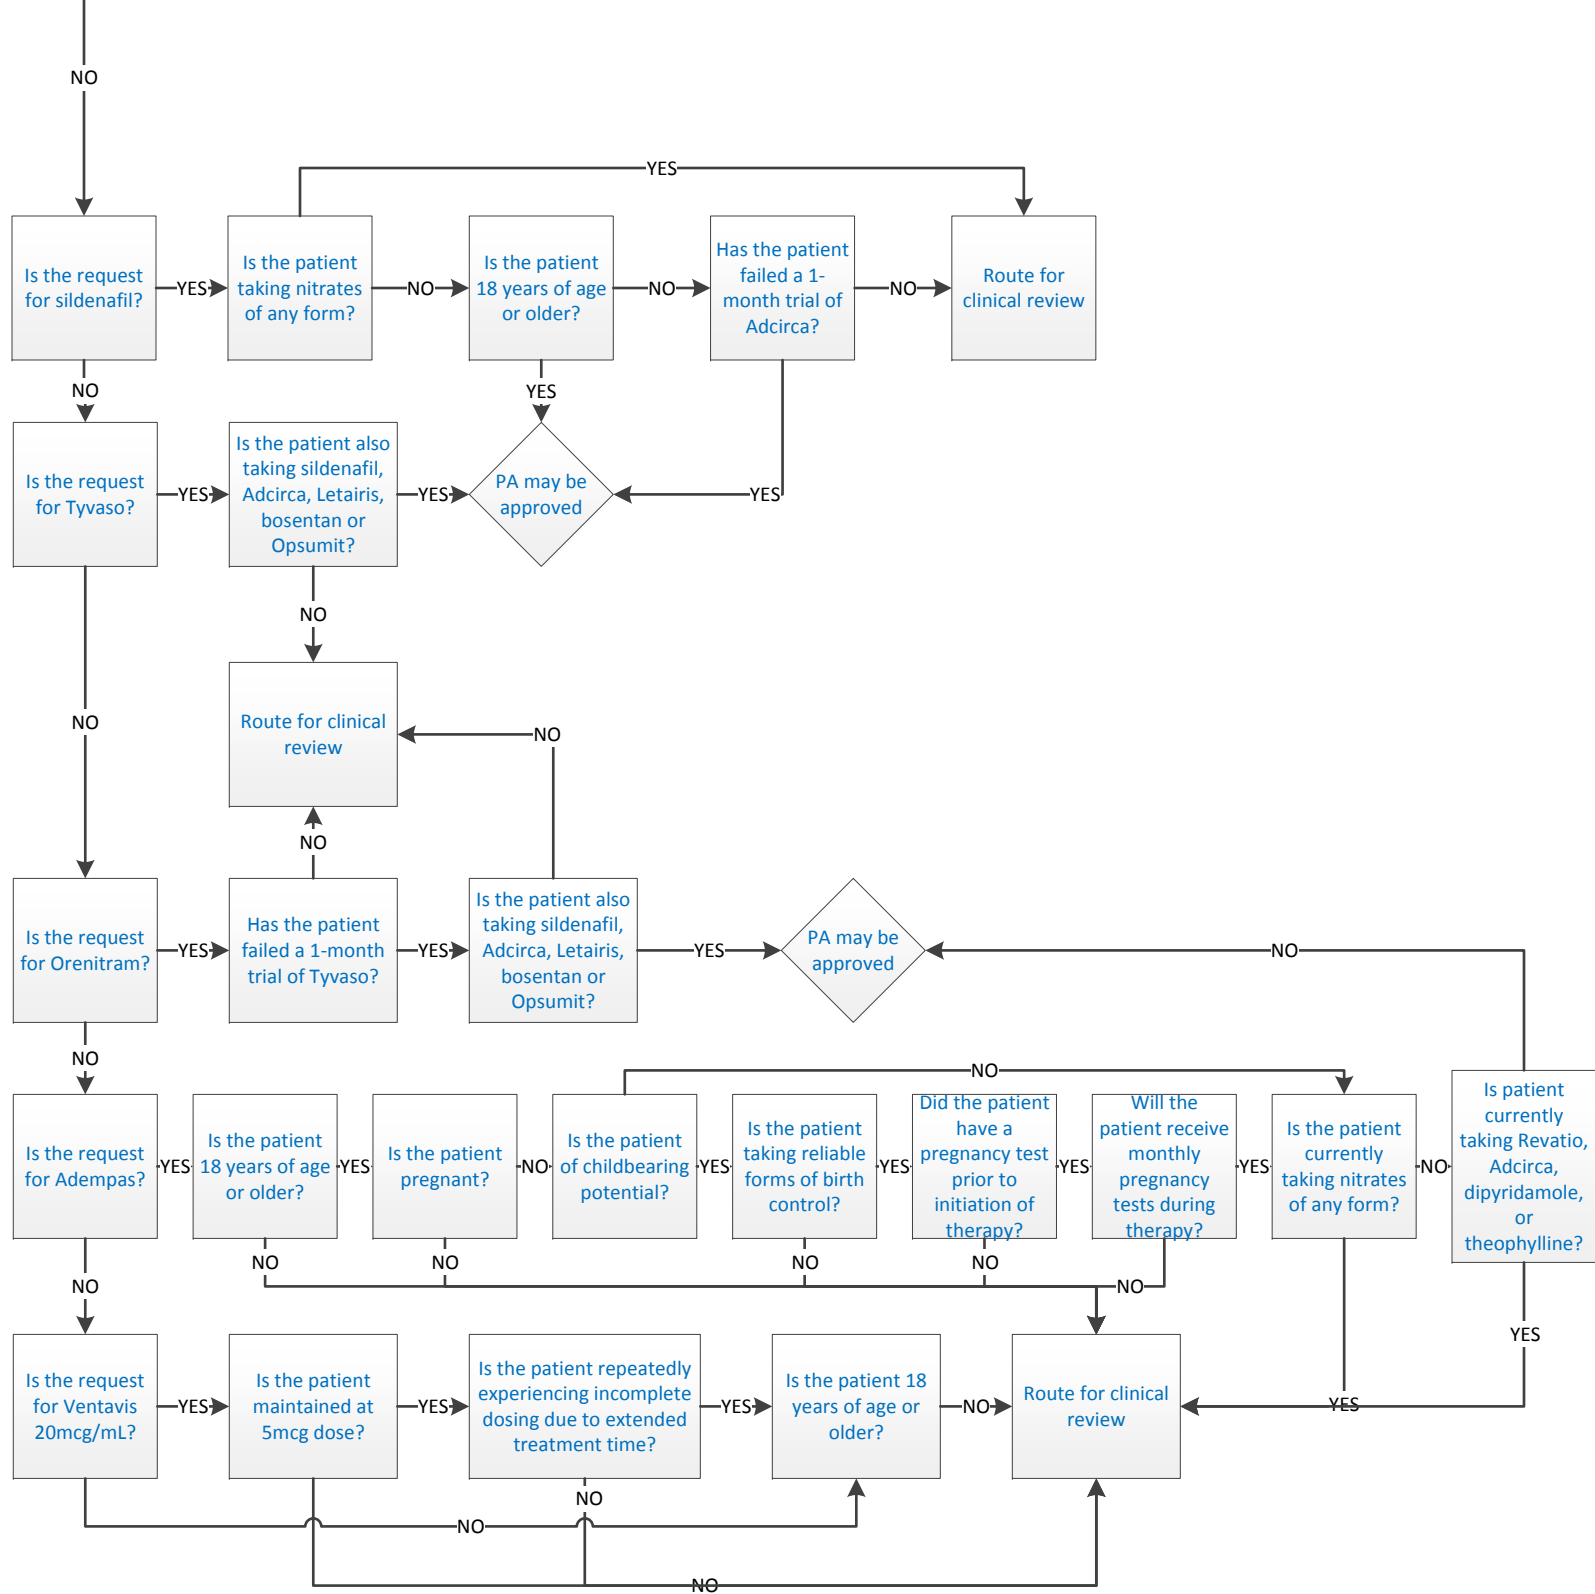 NO
YES
Is the request
for sildenafil?
YES
Is the patient
taking nitrates
of any form?
NO
Is the patient
18 years of age
or older?
NO
Has the patient
failed a 1-
month trial of
Adcirca?
NO
Route for
clinical review
NO
YES
Is the request
for Tyvaso?
YES
Is the patient also
taking sildenafil,
Adcirca, Letairis,
bosentan or
Opsumit?
YES
PA may be
approved
YES
NO
NO
Route for clinical
review
NO
NO
Is the request
for Orenitram?
YES
Has the patient
failed a 1-month
trial of Tyvaso?
YES
Is the patient also
taking sildenafil,
Adcirca, Letairis,
bosentan or
Opsumit?
YES
PA may be
approved
NO
NO
NO
Is the request
for Adempas?
YES
Is the patient
18 years of age
or older?
YES
Is the patient
pregnant?
NO
Is the patient
of childbearing
potential?
YES
Is the patient
taking reliable
forms of birth
control?
YES
Did the patient
have a
pregnancy test
prior to
initiation of
therapy?
YES
Will the
patient receive
monthly
pregnancy
tests during
therapy?
YES
Is the patient
currently
taking nitrates
of any form?
NO
Is patient
currently
taking Revatio,
Adcirca,
dipyridamole,
or
theophylline?
NO
NO
NO
NO
NO
NO
YES
Is the request
for Ventavis
20mcg/mL?
YES
Is the patient
maintained at
5mcg dose?
YES
Is the patient repeatedly
experiencing incomplete
dosing due to extended
treatment time?
YES
Is the patient 18
years of age or
older?
NO
Route for clinical
review
YES
NO
NO
NO